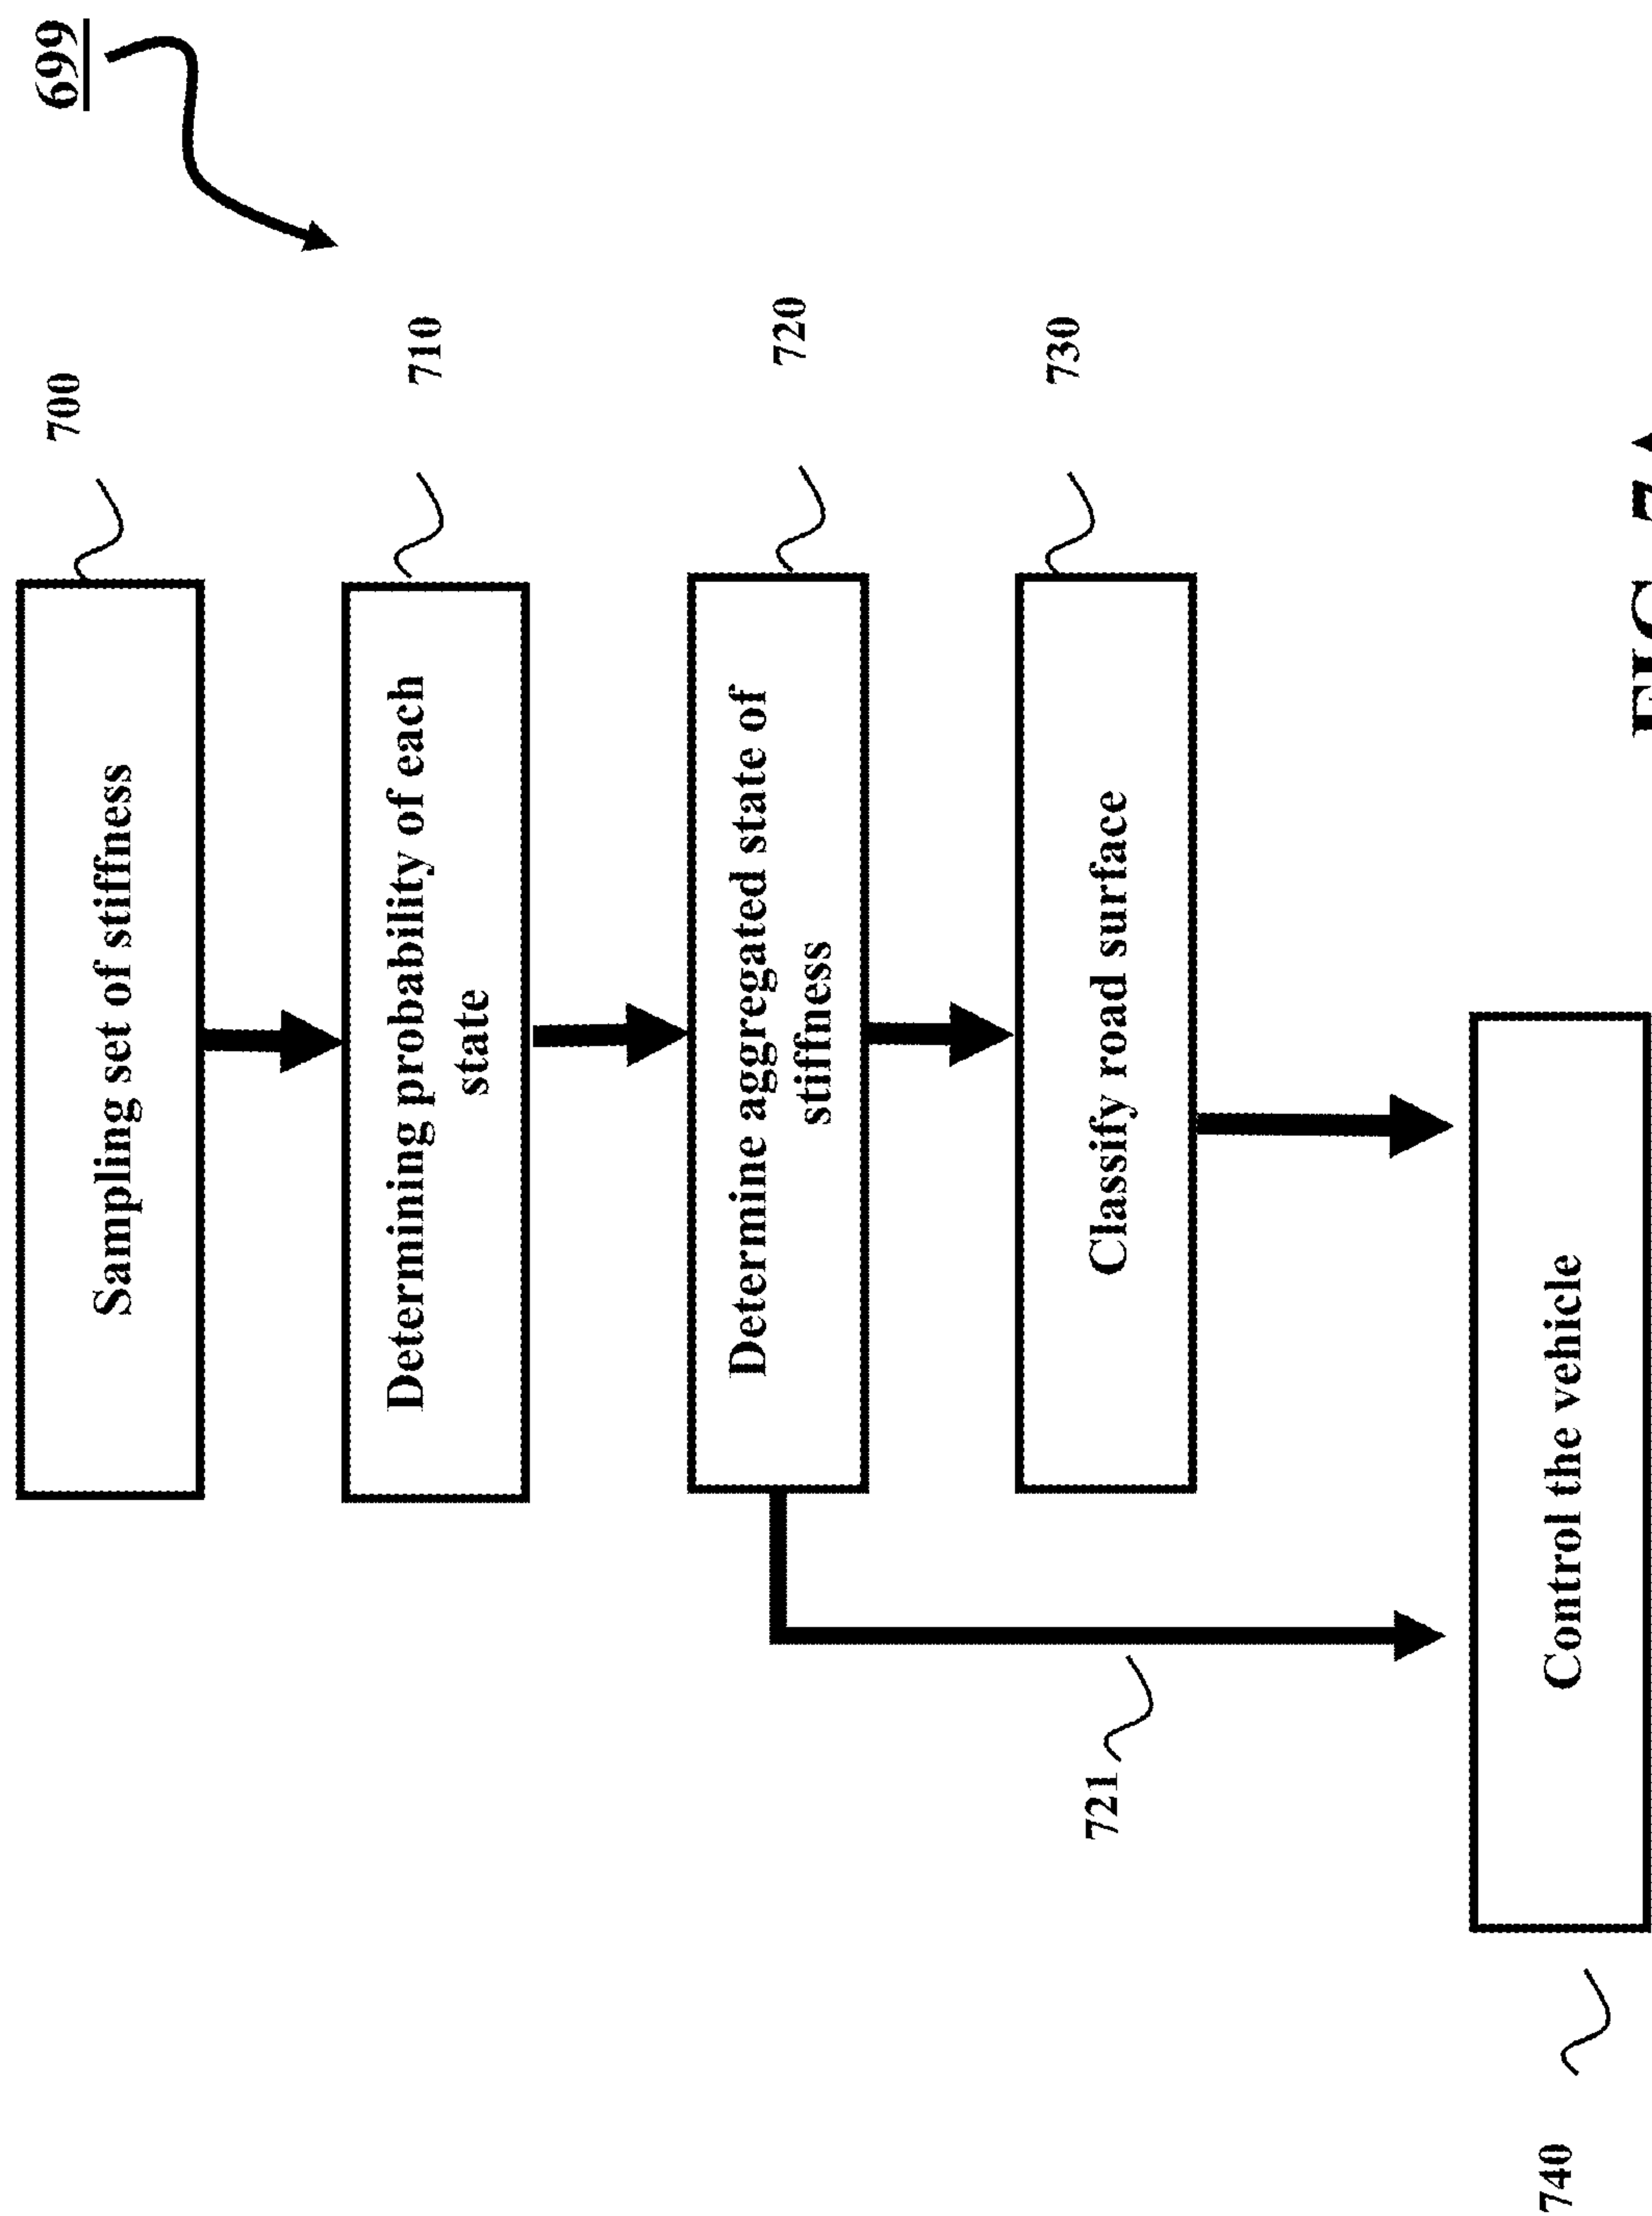 699
700
Sampling set of stiffness
710
Determining probability of each
state
720
Determine aggregated state of
stiffness
730
Classify road surface
721
Control the vehicle
740